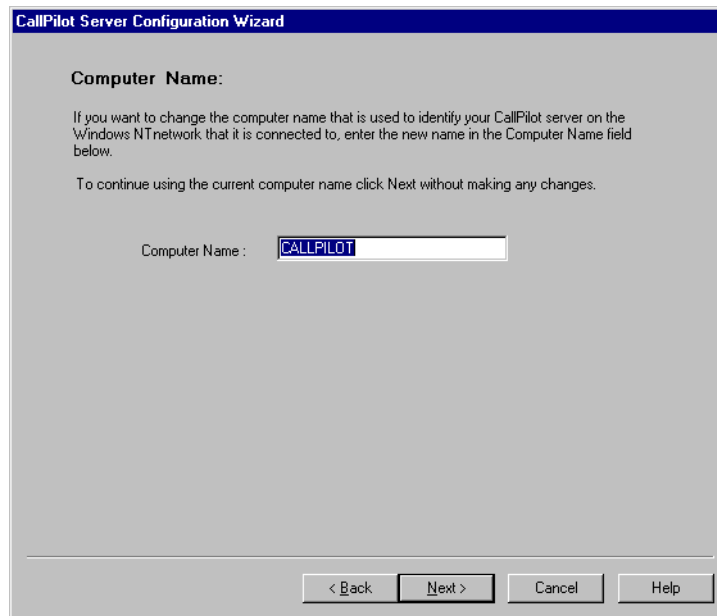 CallPilot Server Configuration Wizard
Computer Name:
If you want to change the computer name that is used to identify your CallPilot server on the
Windows NTnetwork that it is connected to, enter the new name in the Computer Name field
below.
To continue using the current computer name click Next without making any changes.
Computer Name : CALLPILOT
< Back Next > Cancel Help